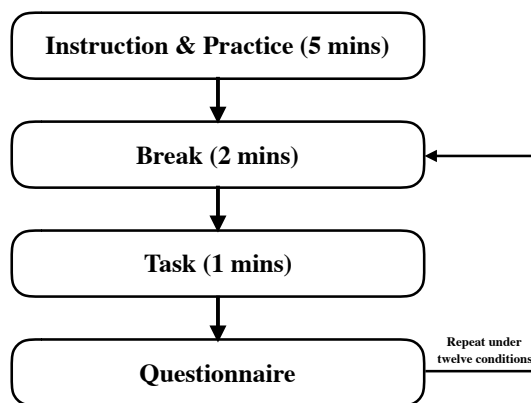 Instruction & Practice (5 mins)
Break (2 mins)
Task (1 mins)
Questionnaire
Repeat under
twelve conditions